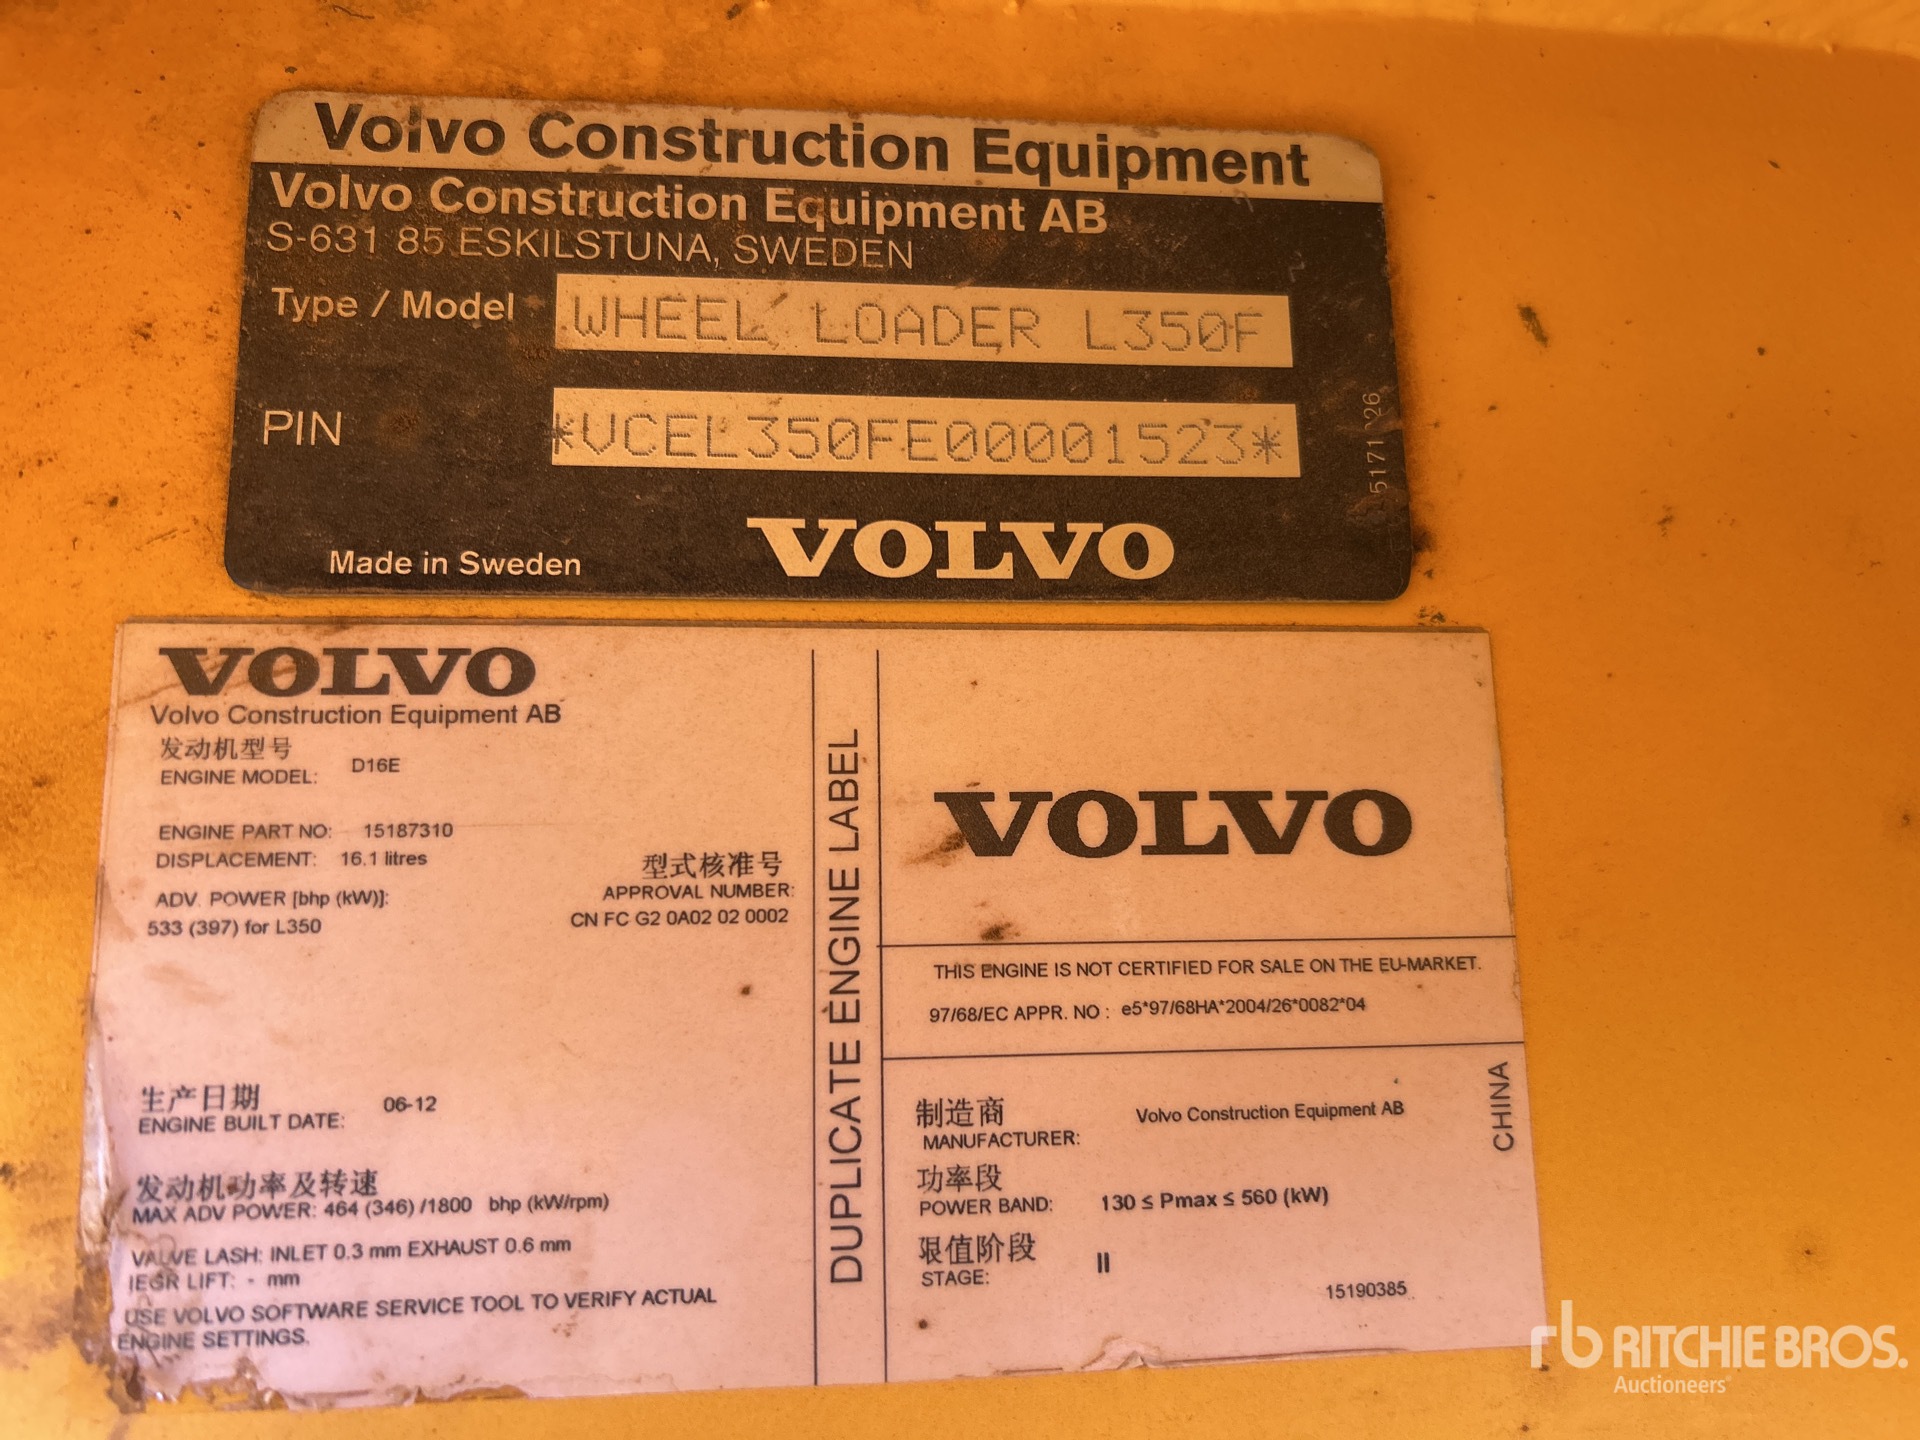 Volvo Construction Equipment
Volvo Construction Equipment AB
S-631 85 ESKILSTUNA, SWEDEN
Type / Model WHEEL LOADER L350F
PIN *VCEL350FE00001523*
Made in Sweden VOLVO
VOLVO
Volvo Construction Equipment AB
发动机型号
ENGINE MODEL: D16E
ENGINE PART NO: 15187310
DISPLACEMENT: 16.1 litres
ADV. POWER [bhp (kW)]:
533 (397) for L350
型式核准号
APPROVAL NUMBER:
CN FC G2 0A02 02 0002
生产日期
ENGINE BUILT DATE: 06-12
发动机功率及转速
MAX ADV POWER: 464 (346) /1800 bhp (kW/rpm)
VALVE LASH: INLET 0.3 mm EXHAUST 0.6 mm
IEGR LIFT: - mm
USE VOLVO SOFTWARE SERVICE TOOL TO VERIFY ACTUAL
ENGINE SETTINGS.
DUPLICATE ENGINE LABEL
VOLVO
THIS ENGINE IS NOT CERTIFIED FOR SALE ON THE EU-MARKET.
97/68/EC APPR. NO : e5*97/68HA*2004/26*0082*04
制造商
MANUFACTURER: Volvo Construction Equipment AB
功率段
POWER BAND: 130 ≤ Pmax ≤ 560 (kW)
限值阶段
STAGE: II
15190385
CHINA
rb RITCHIE BROS.
Auctioneers